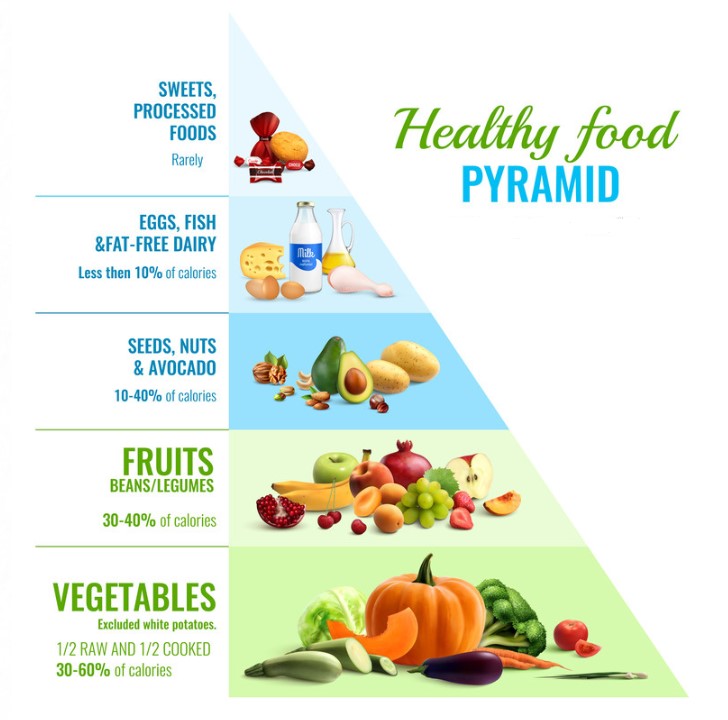 Healthy food
PYRAMID
SWEETS,
PROCESSED
FOODS
Rarely
EGGS, FISH
&FAT-FREE DAIRY
Less then 10% of calories
Milk
SEEDS, NUTS
& AVOCADO
10-40% of calories
FRUITS
BEANS/LEGUMES
30-40% of calories
VEGETABLES
Excluded white potatoes.
1/2 RAW AND 1/2 COOKED
30-60% of calories